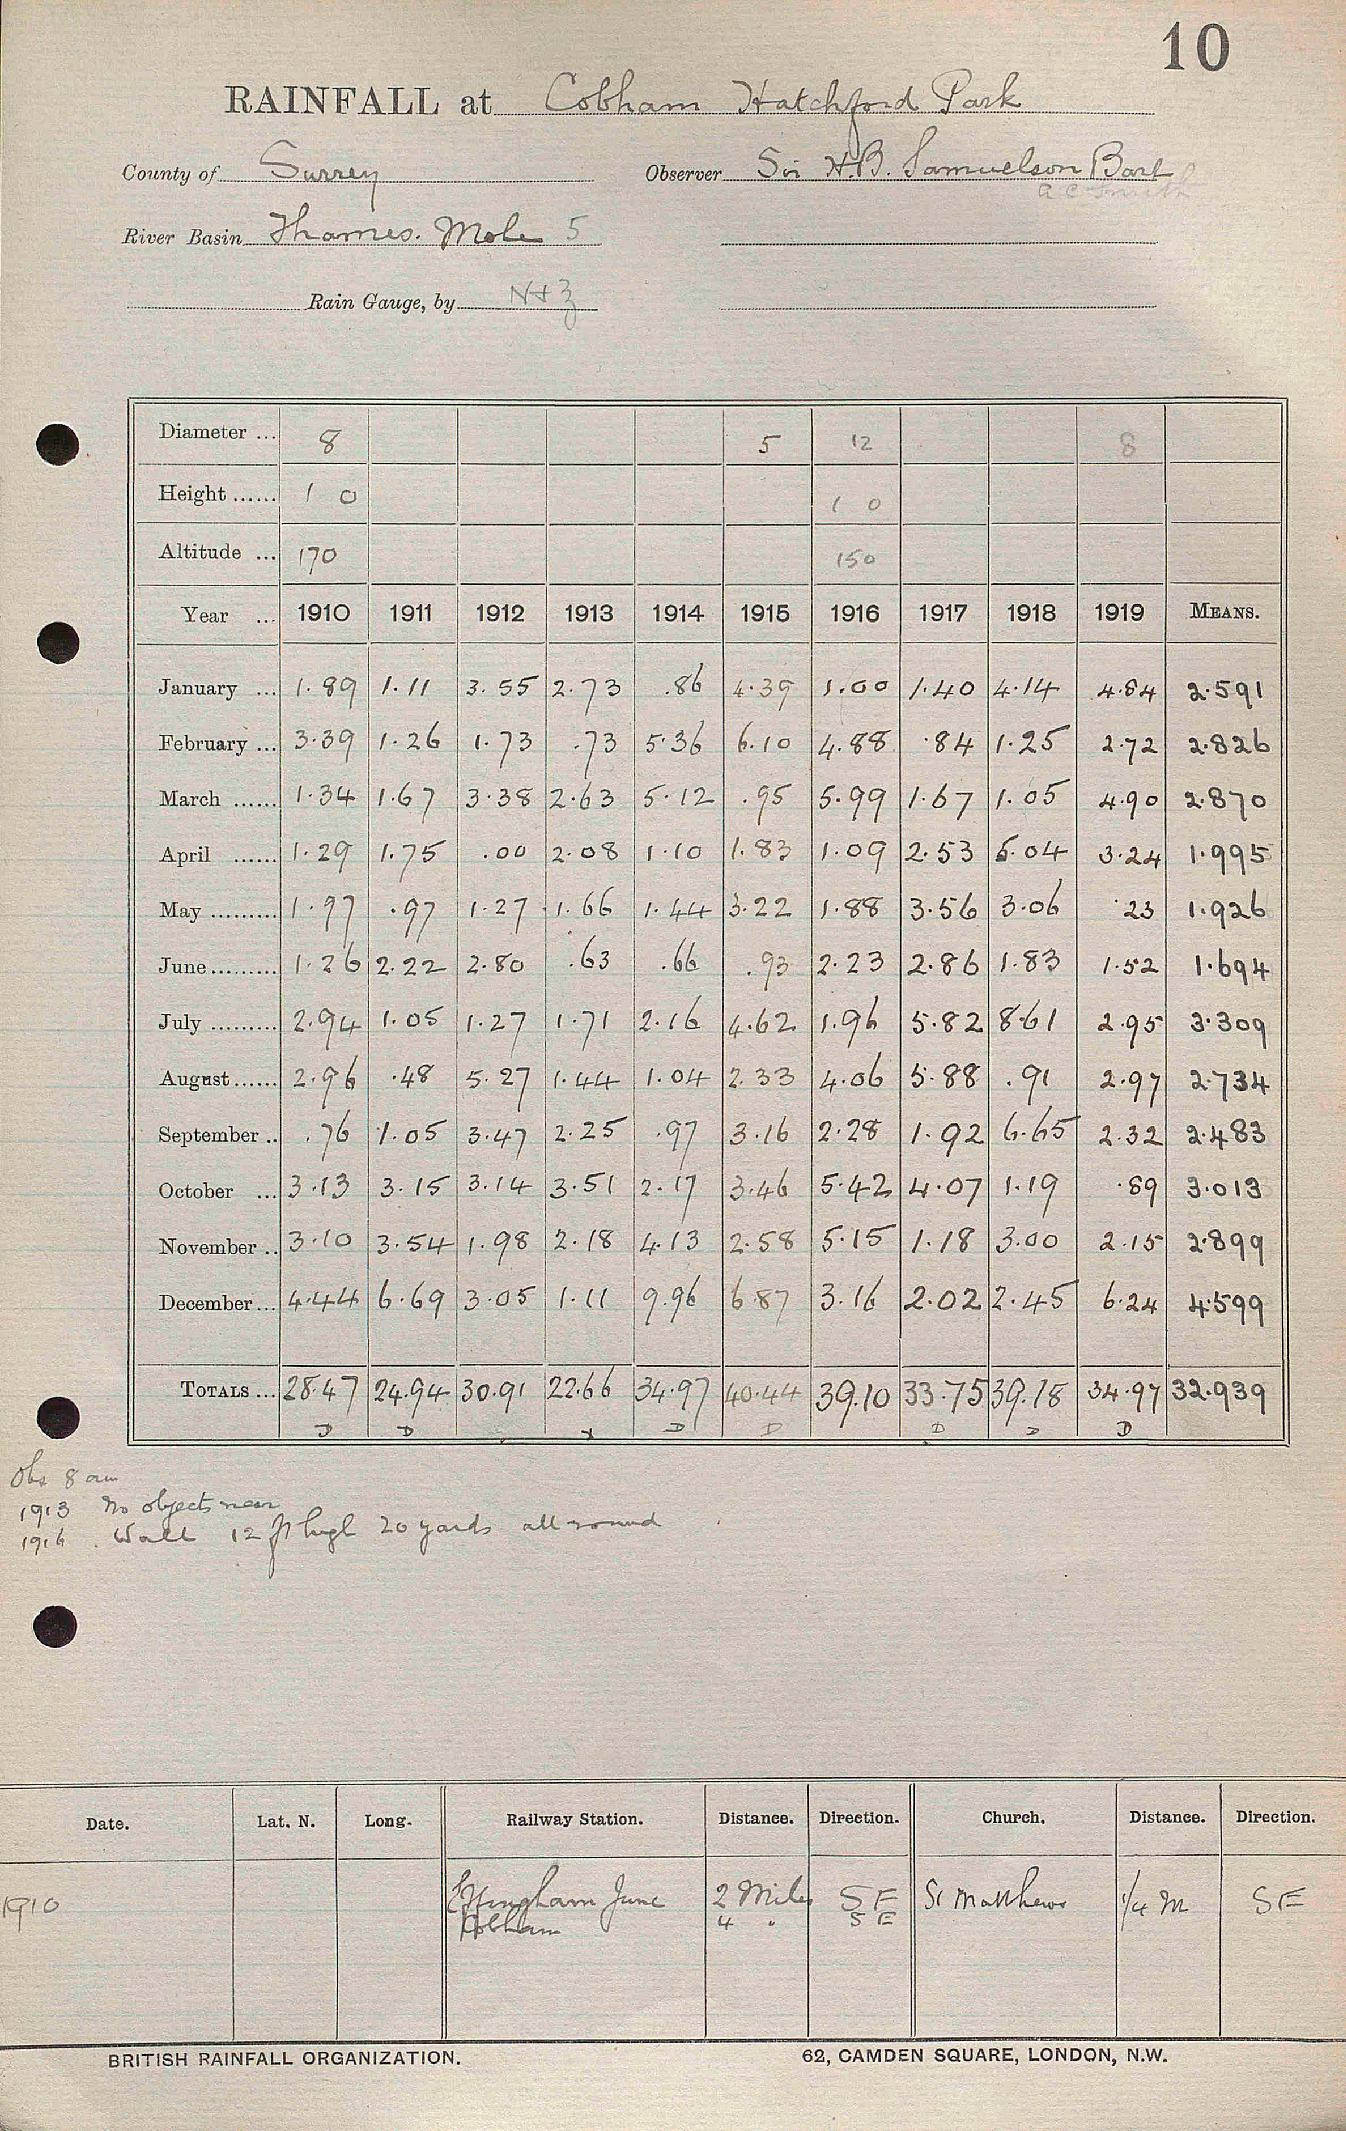 10
RAINFALL at Cobham Hatchford Park
County of Surrey Observer Sir H.B. Samuelson Bart
A C Smith
River Basin Thames. Mole 5
Rain Gauge, by N+Z
Diameter ... 8 5 12 8
Height ...... 1 0 1 0
Altitude ... 170 150
Year ... 1910 1911 1912 1913 1914 1915 1916 1917 1918 1919 MEANS.
January ... 1.89 1.11 3.55 2.73 .86 4.39 1.00 1.40 4.14 4.84 2.591
February ... 3.39 1.26 1.73 .73 5.36 6.10 4.88 .84 1.25 2.72 2.826
March ...... 1.34 1.67 3.38 2.63 5.12 .95 5.99 1.67 1.05 4.90 2.870
April ...... 1.29 1.75 .00 2.08 1.10 1.83 1.09 2.53 5.04 3.24 1.995
May .......... 1.97 .97 1.27 1.66 1.44 3.22 1.88 3.56 3.06 .23 1.926
June ......... 1.26 2.22 2.80 .63 .66 .93 2.23 2.86 1.83 1.52 1.694
July .......... 2.94 1.05 1.27 1.71 2.16 4.62 1.96 5.82 8.61 2.95 3.309
August ...... 2.96 .48 5.27 1.44 1.04 2.33 4.06 5.88 .91 2.97 2.734
September .. .76 1.05 3.47 2.25 .97 3.16 2.28 1.92 6.65 2.32 2.483
October ... 3.13 3.15 3.14 3.51 2.17 3.46 5.42 4.07 1.19 .89 3.013
November .. 3.10 3.54 1.98 2.18 4.13 2.58 5.15 1.18 3.00 2.15 2.899
December ... 4.44 6.69 3.05 1.11 9.96 6.87 3.16 2.02 2.45 6.24 4.599
TOTALS ... 28.47 24.94 30.91 22.66 34.97 40.44 39.10 33.75 39.18 34.97 32.939
D D x D D D D D
Obs 8 am
1913 No objects near
1916 . Wall 12 ft high 20 yards all round
Date. Lat. N. Long. Railway Station. Distance. Direction. Church. Distance. Direction.
1910 Effingham Junc 2 Miles SE St Matthews 1/4 M SE
Cobham 4 " SE
BRITISH RAINFALL ORGANIZATION. 62, CAMDEN SQUARE, LONDON, N.W.